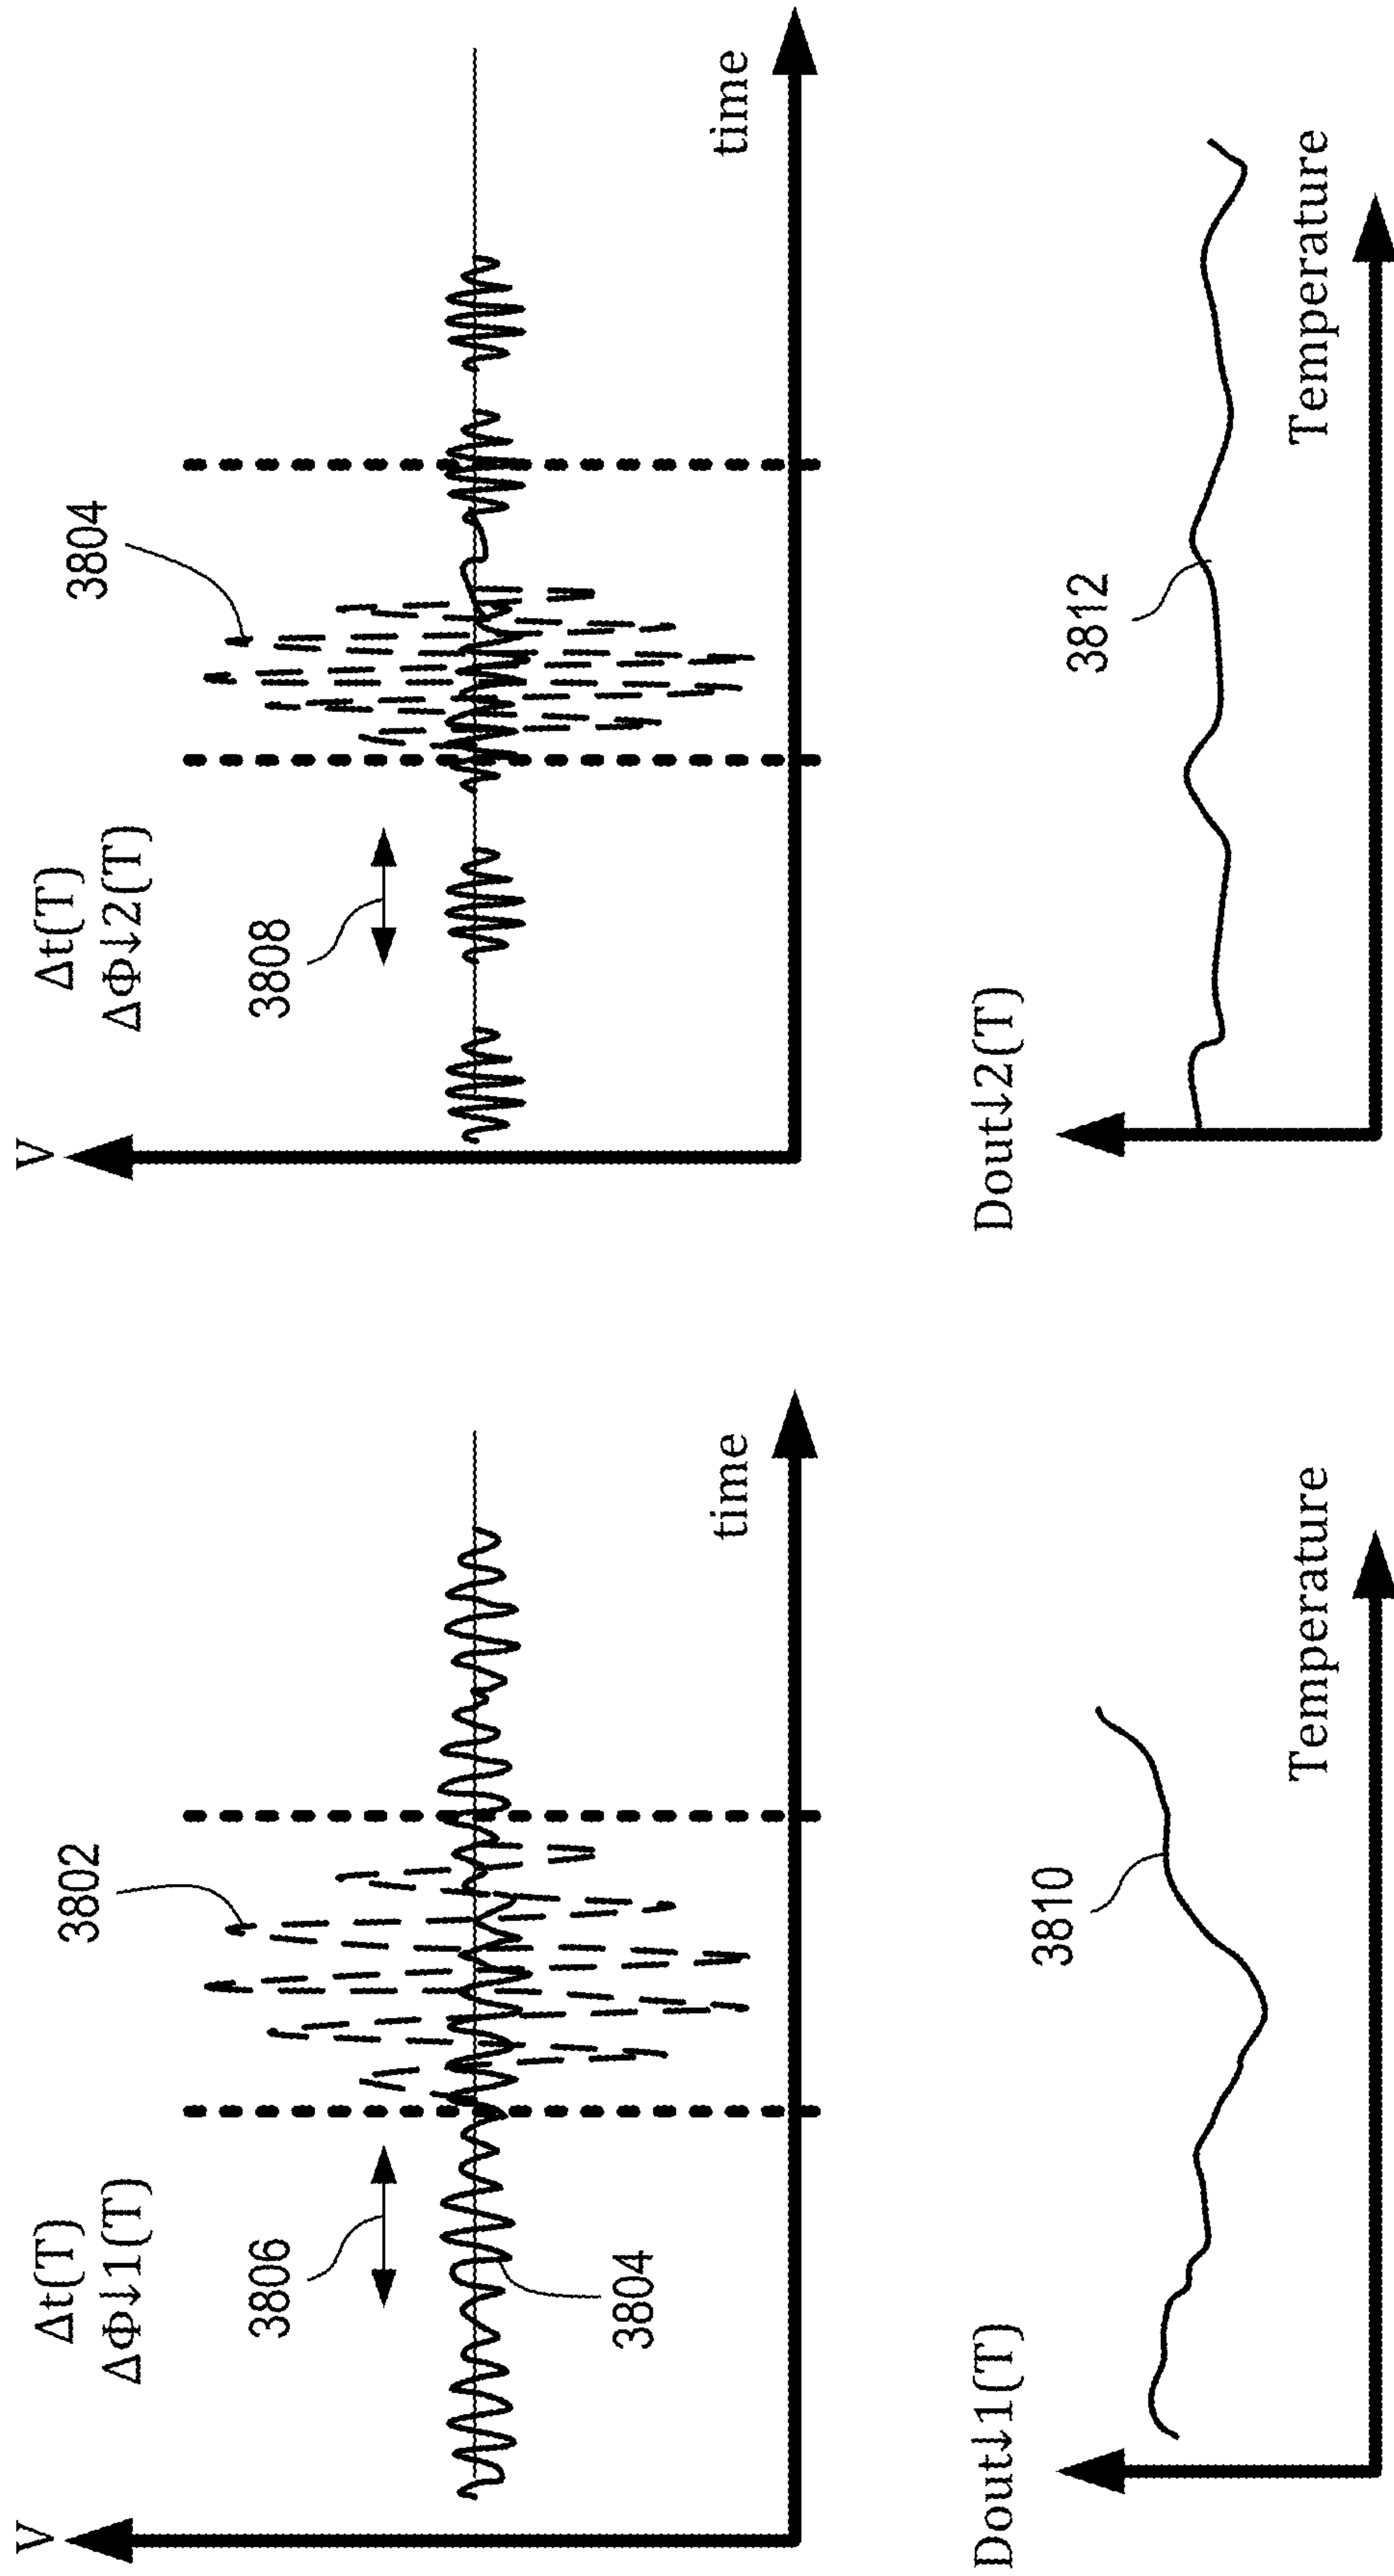 V
Δt(T)
ΔΦ↓1(T)
3806
3804
3802
time
V
Δt(T)
ΔΦ↓2(T)
3808
3804
time
Dout↓1(T)
3810
Temperature
Dout↓2(T)
3812
Temperature